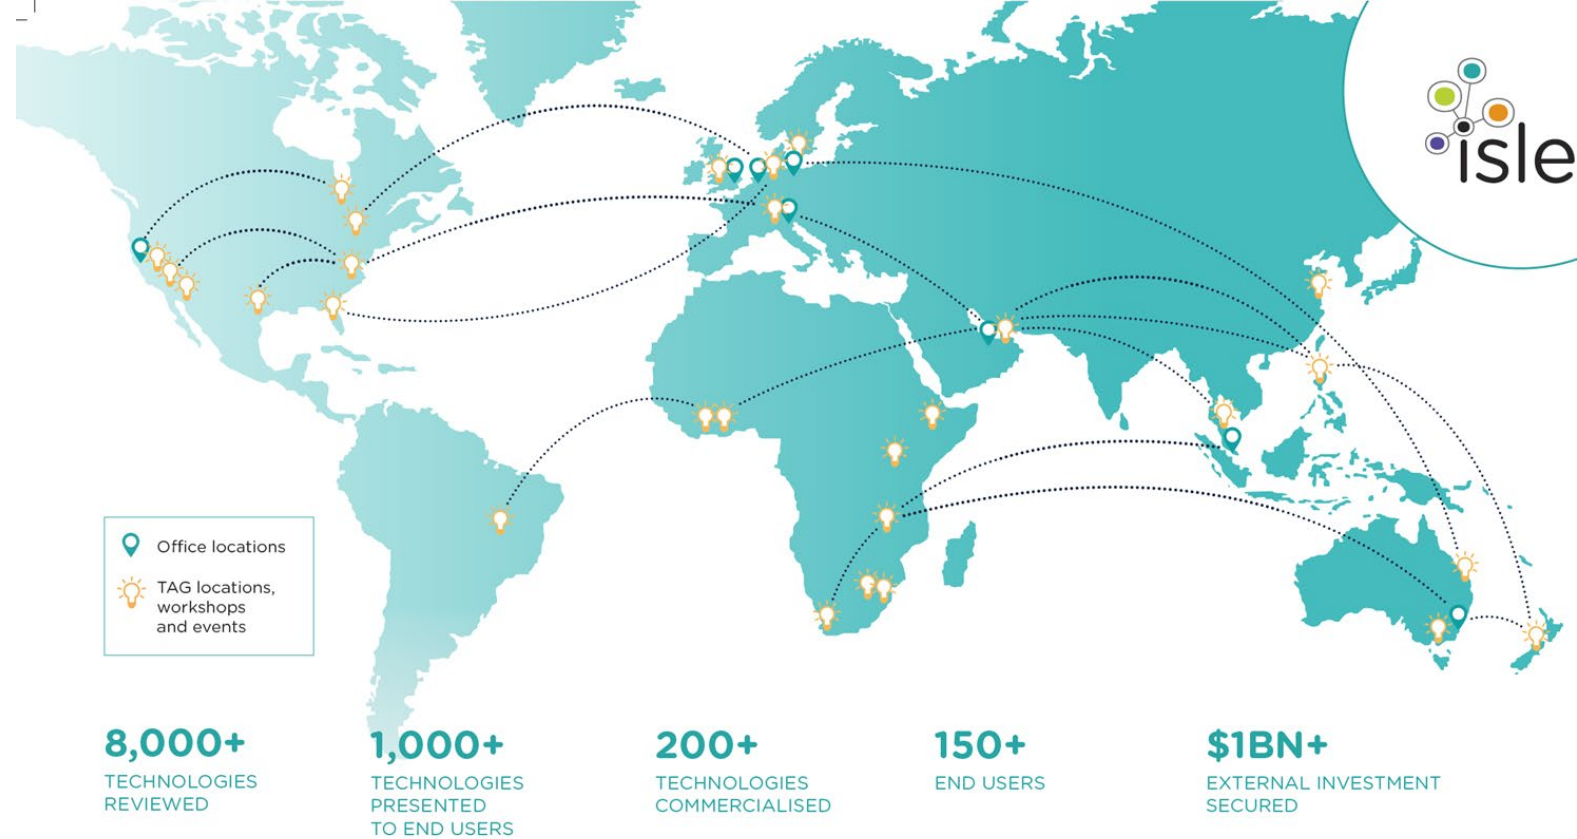 isle
Office locations
TAG locations,
workshops
and events
8,000+
TECHNOLOGIES
REVIEWED
1,000+
TECHNOLOGIES
PRESENTED
TO END USERS
200+
TECHNOLOGIES
COMMERCIALISED
150+
END USERS
$1BN+
EXTERNAL INVESTMENT
SECURED